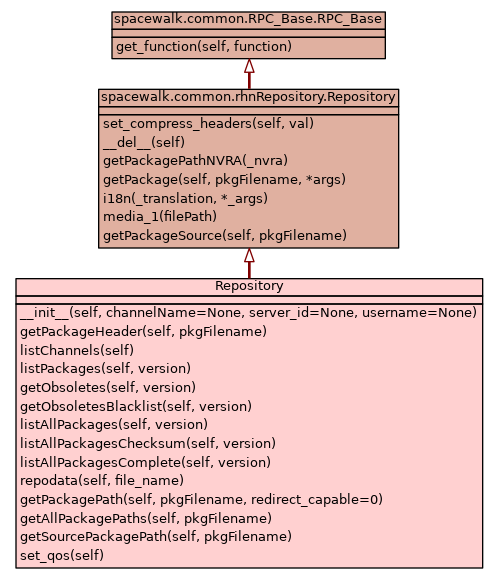 spacewalk.common.RPC_Base.RPC_Base
get_function(self, function)
spacewalk.common.rhnRepository.Repository
set_compress_headers(self, val)
__del__(self)
getPackagePathNVRA(_nvra)
getPackage(self, pkgFilename, *args)
i18n(_translation, *_args)
media_1(filePath)
getPackageSource(self, pkgFilename)
Repository
__init__(self, channelName=None, server_id=None, username=None)
getPackageHeader(self, pkgFilename)
listChannels(self)
listPackages(self, version)
getObsoletes(self, version)
getObsoletesBlacklist(self, version)
listAllPackages(self, version)
listAllPackagesChecksum(self, version)
listAllPackagesComplete(self, version)
repodata(self, file_name)
getPackagePath(self, pkgFilename, redirect_capable=0)
getAllPackagePaths(self, pkgFilename)
getSourcePackagePath(self, pkgFilename)
set_qos(self)